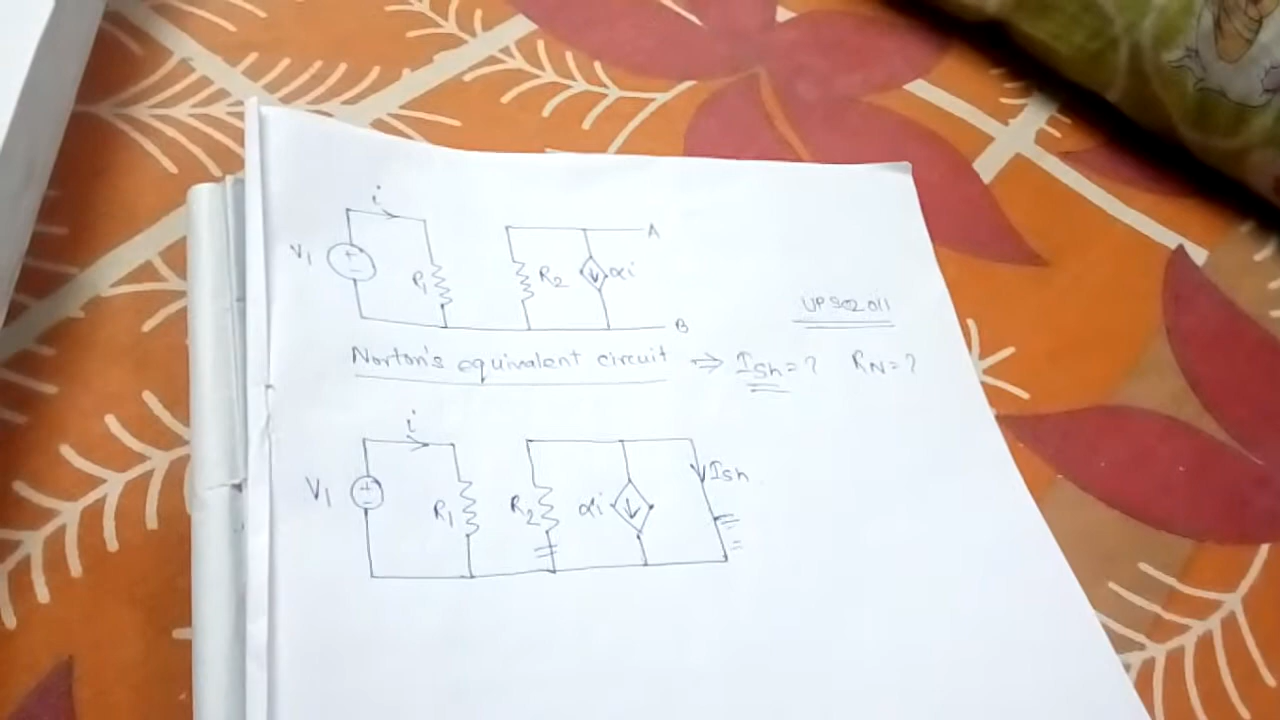 i
V1 + - R1 R2 αi A
B
UPSC 2011
Norton's equivalent circuit ⇒ Ish = ? RN = ?
i
V1 + - R1 R2 αi Ish